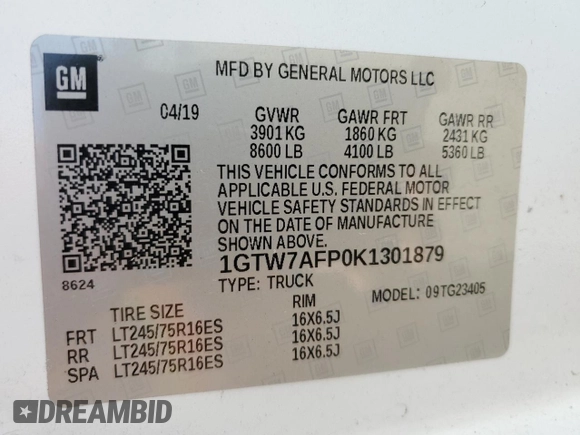 GM
MFD BY GENERAL MOTORS LLC
04/19 GVWR GAWR FRT GAWR RR
3901 KG 1860 KG 2431 KG
8600 LB 4100 LB 5360 LB
THIS VEHICLE CONFORMS TO ALL
APPLICABLE U.S. FEDERAL MOTOR
VEHICLE SAFETY STANDARDS IN EFFECT
ON THE DATE OF MANUFACTURE
SHOWN ABOVE.
1GTW7AFP0K1301879
8624
TYPE: TRUCK MODEL: 09TG23405
TIRE SIZE RIM
FRT LT245/75R16ES 16X6.5J
RR LT245/75R16ES 16X6.5J
SPA LT245/75R16ES 16X6.5J
DREAMBID